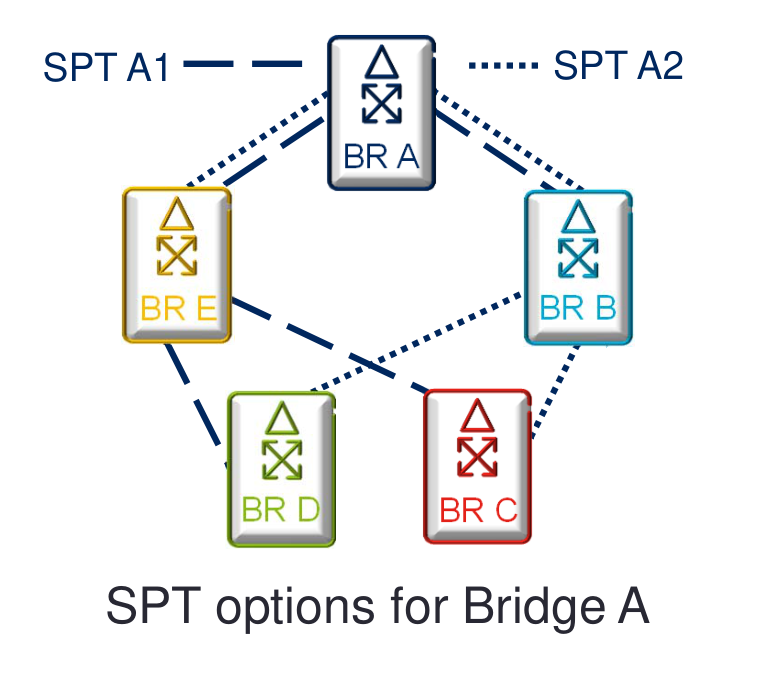 SPT A1
SPT A2
BR A
BR E
BR B
BR D
BR C
SPT options for Bridge A